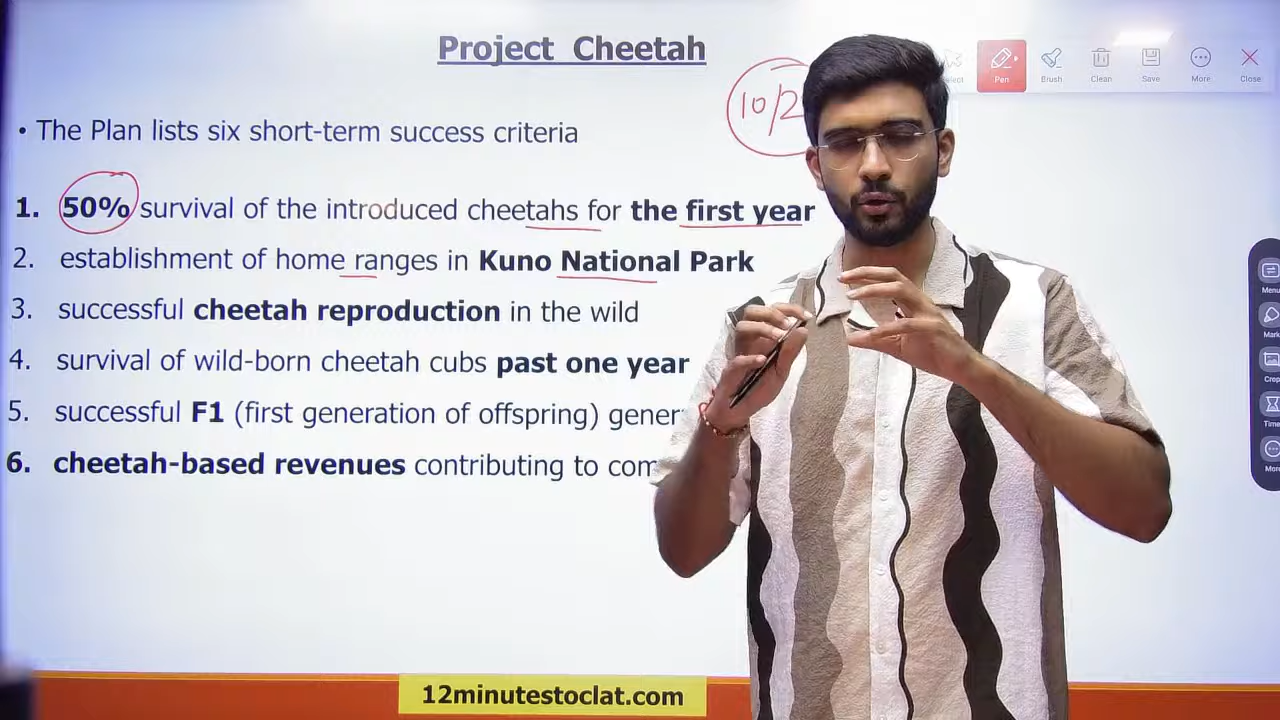 Project Cheetah
Pen
Brush
Clean
Save
More
Close
10/2
• The Plan lists six short-term success criteria
1. 50% survival of the introduced cheetahs for the first year
2. establishment of home ranges in Kuno National Park
3. successful cheetah reproduction in the wild
4. survival of wild-born cheetah cubs past one year
5. successful F1 (first generation of offspring)
6. cheetah-based revenues contributing to
Menu
12minutestoclat.com